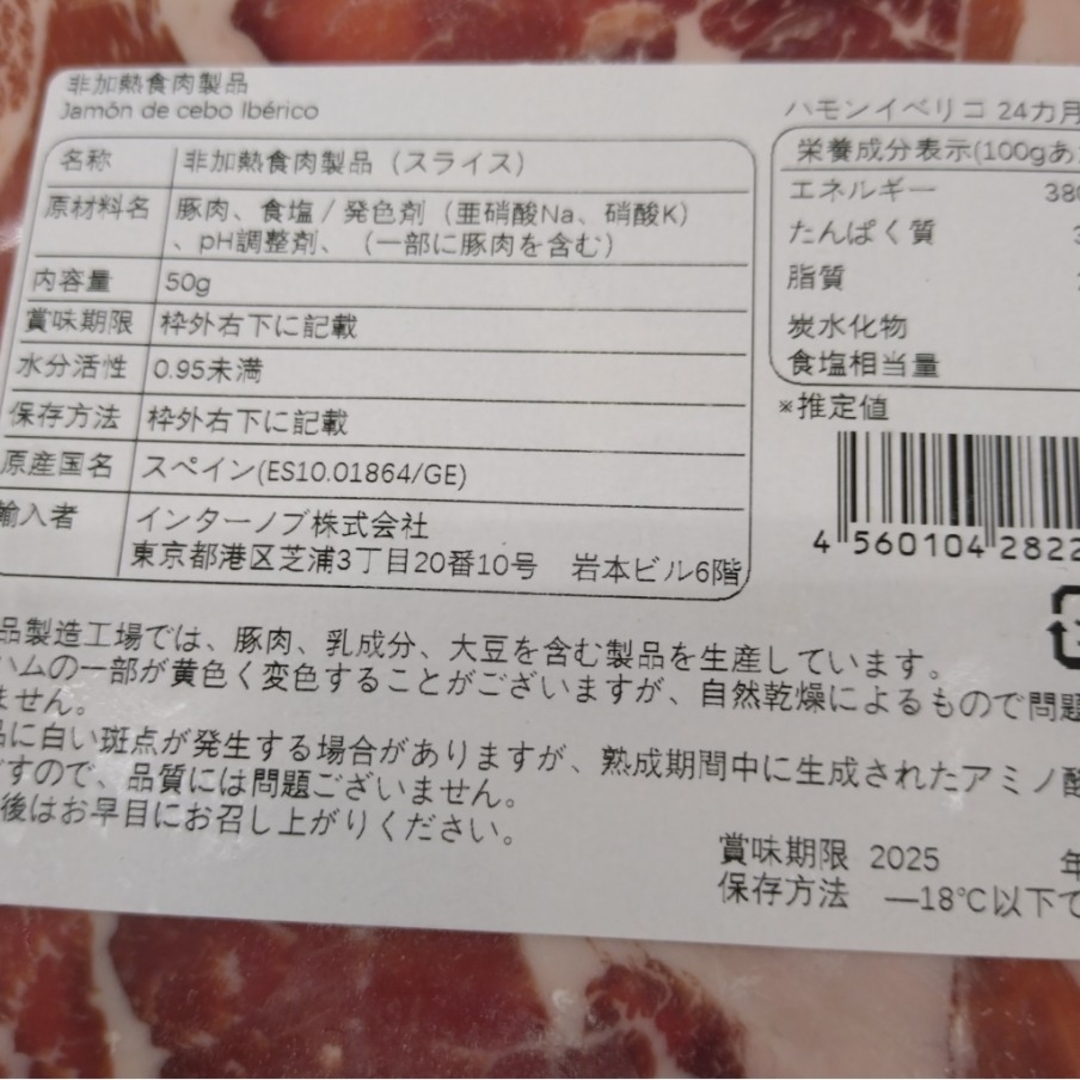 非加熱食肉製品
Jamón de cebo Ibérico
名称 非加熱食肉製品（スライス）
原材料名 豚肉、食塩 / 発色剤（亜硝酸Na、硝酸K）
、pH調整剤、（一部に豚肉を含む）
内容量 50g
賞味期限 枠外右下に記載
水分活性 0.95未満
保存方法 枠外右下に記載
原産国名 スペイン(ES10.01864/GE)
輸入者 インターノブ株式会社
東京都港区芝浦3丁目20番10号 岩本ビル6階
ハモンイベリコ 24カ月
栄養成分表示(100gあ
エネルギー 38
たんぱく質 3
脂質
炭水化物
食塩相当量
※推定値
4 560104 2822
品製造工場では、豚肉、乳成分、大豆を含む製品を生産しています。
ハムの一部が黄色く変色することがございますが、自然乾燥によるもので問題
ません。
品に白い斑点が発生する場合がありますが、熟成期間中に生成されたアミノ酸
ですので、品質には問題ございません。
後はお早目にお召し上がりください。
賞味期限 2025 年
保存方法 —18℃以下で